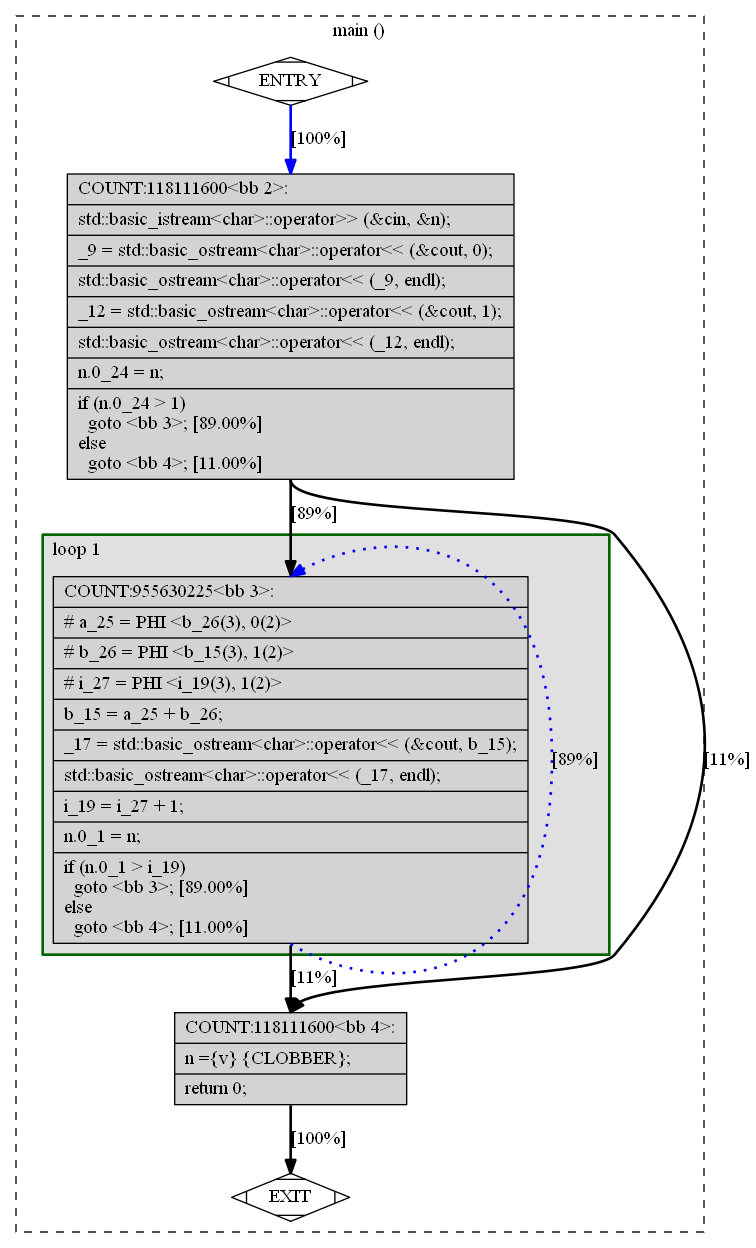 main ()
ENTRY
[100%]
COUNT:118111600<bb 2>:
std::basic_istream<char>::operator>> (&cin, &n);
_9 = std::basic_ostream<char>::operator<< (&cout, 0);
std::basic_ostream<char>::operator<< (_9, endl);
_12 = std::basic_ostream<char>::operator<< (&cout, 1);
std::basic_ostream<char>::operator<< (_12, endl);
n.0_24 = n;
if (n.0_24 > 1)
goto <bb 3>; [89.00%]
else
goto <bb 4>; [11.00%]
[89%]
loop 1
COUNT:955630225<bb 3>:
# a_25 = PHI <b_26(3), 0(2)>
# b_26 = PHI <b_15(3), 1(2)>
# i_27 = PHI <i_19(3), 1(2)>
b_15 = a_25 + b_26;
_17 = std::basic_ostream<char>::operator<< (&cout, b_15);
std::basic_ostream<char>::operator<< (_17, endl);
i_19 = i_27 + 1;
n.0_1 = n;
if (n.0_1 > i_19)
goto <bb 3>; [89.00%]
else
goto <bb 4>; [11.00%]
[89%]
[11%]
[11%]
COUNT:118111600<bb 4>:
n ={v} {CLOBBER};
return 0;
[100%]
EXIT